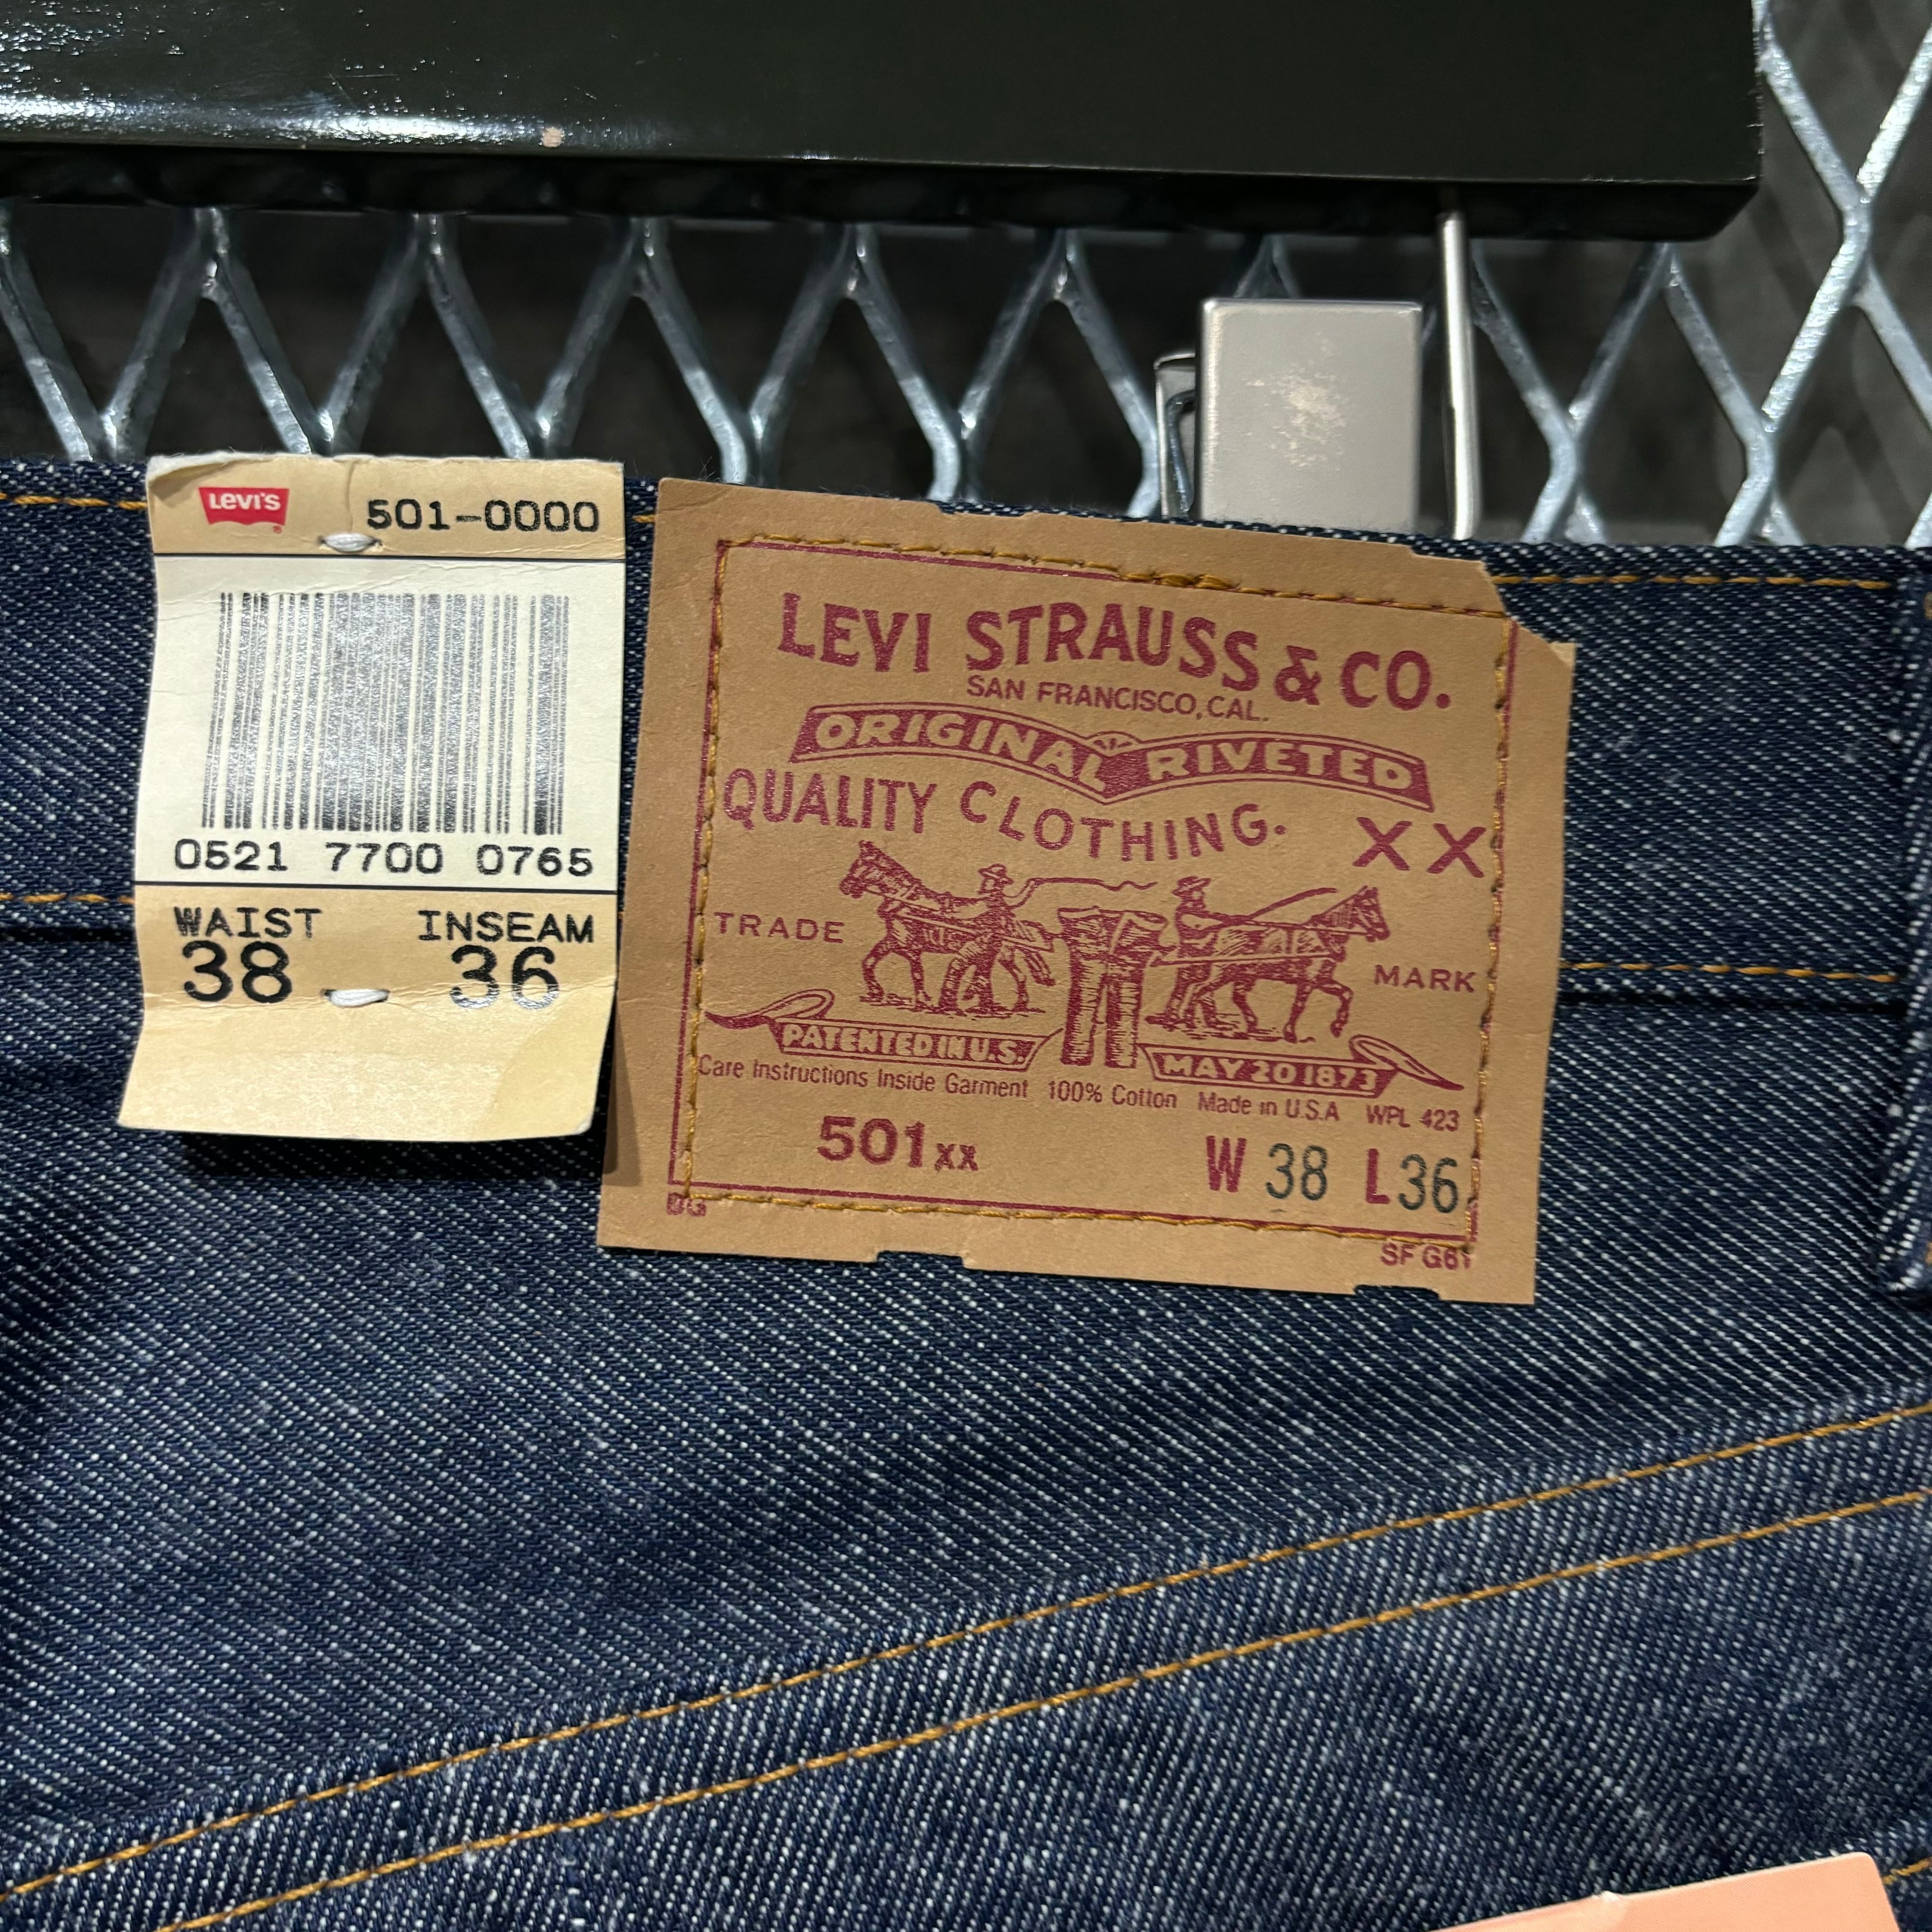 LEVI'S
501-0000
0521 7700 0765
WAIST INSEAM
38 - 36
LEVI STRAUSS & CO.
SAN FRANCISCO, CAL.
ORIGINAL RIVETED
QUALITY CLOTHING. XX
TRADE MARK
PATENTED IN U.S. MAY 20 1873
Care Instructions Inside Garment 100% Cotton Made in U.S.A WPL 423
501xx W 38 L 36
SF G61